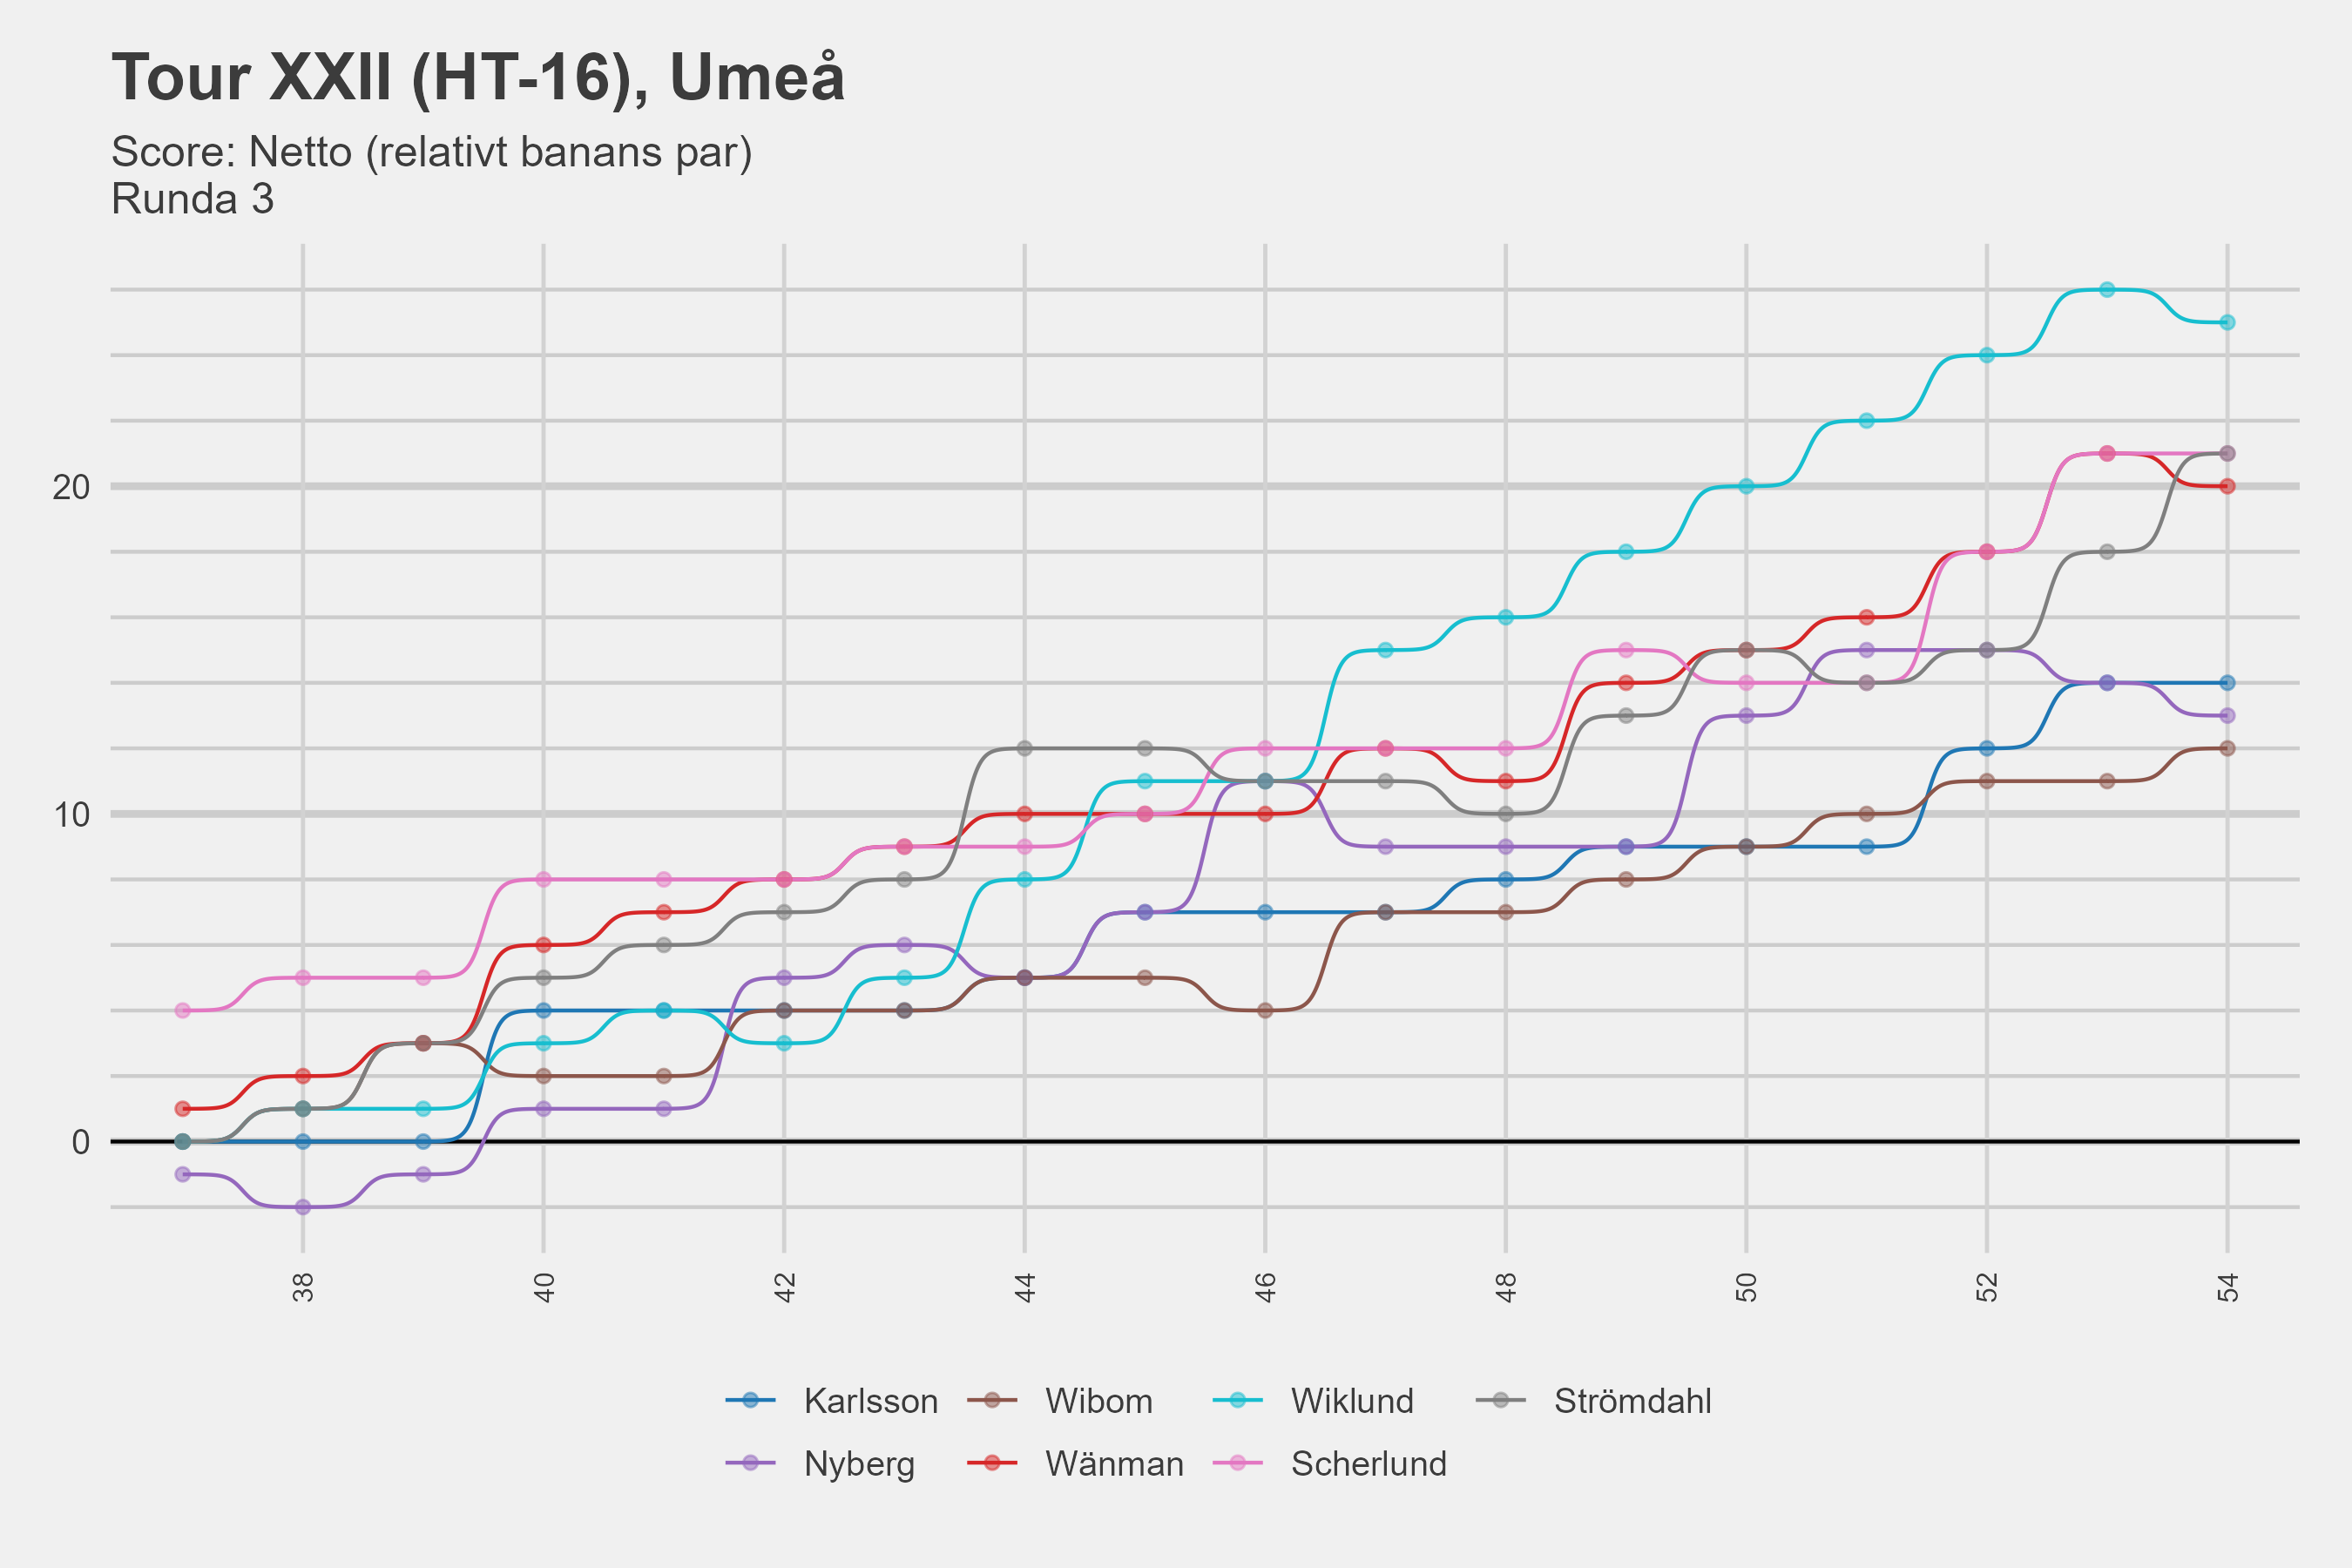 Tour XXII (HT-16), Umeå
Score: Netto (relativt banans par)
Runda 3
20
10
0
38 40 42 44 46 48 50 52 54
Karlsson Wibom Wiklund Strömdahl
Nyberg Wänman Scherlund